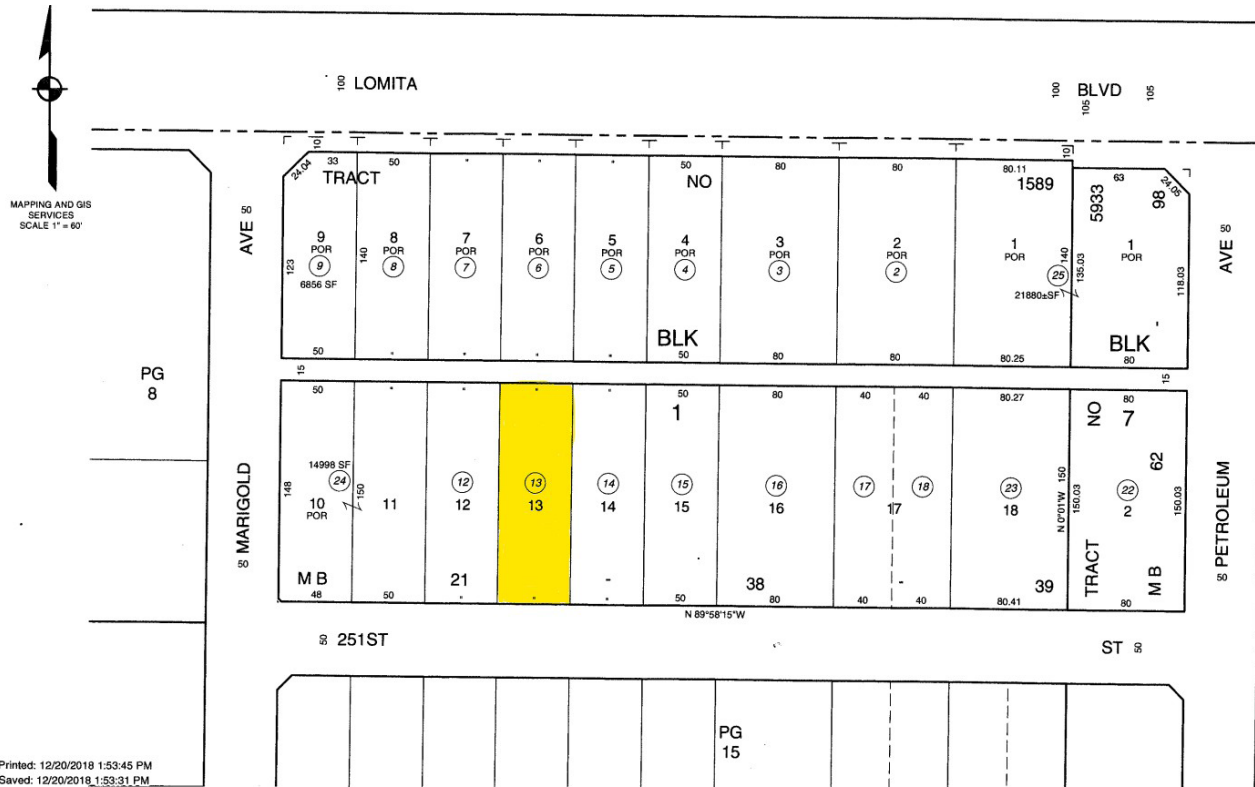 100 LOMITA
100 BLVD
105
105
MAPPING AND GIS
SERVICES
SCALE 1" = 60'
10
10
24.04
33
50
"
"
"
50
80
80
80.11
63
24.05
TRACT
NO
1589
5933
98
AVE 50
AVE 50
9
POR
9
6856 SF
123
140
8
POR
8
7
POR
7
6
POR
6
5
POR
5
4
POR
4
3
POR
3
2
POR
2
1
POR
140
25
21880±SF
135.03
1
POR
118.03
BLK
BLK
-
50
"
"
"
"
50
80
80
80.25
80
PG
8
15
15
50
"
"
"
"
50
80
40
40
80.27
80
1
NO
7
62
14998 SF
24
148
150
10
POR
11
12
12
13
13
14
14
15
15
16
16
17
18
17
23
18
N 0°01'W 150
150.03
22
2
150.03
50 MARIGOLD
50 PETROLEUM
M B
21
-
38
-
39
TRACT
M B
48
50
"
"
"
50
80
40
40
80.41
80
N 89°58'15"W
50 251ST
ST 50
PG
15
Printed: 12/20/2018 1:53:45 PM
Saved: 12/20/2018 1:53:31 PM